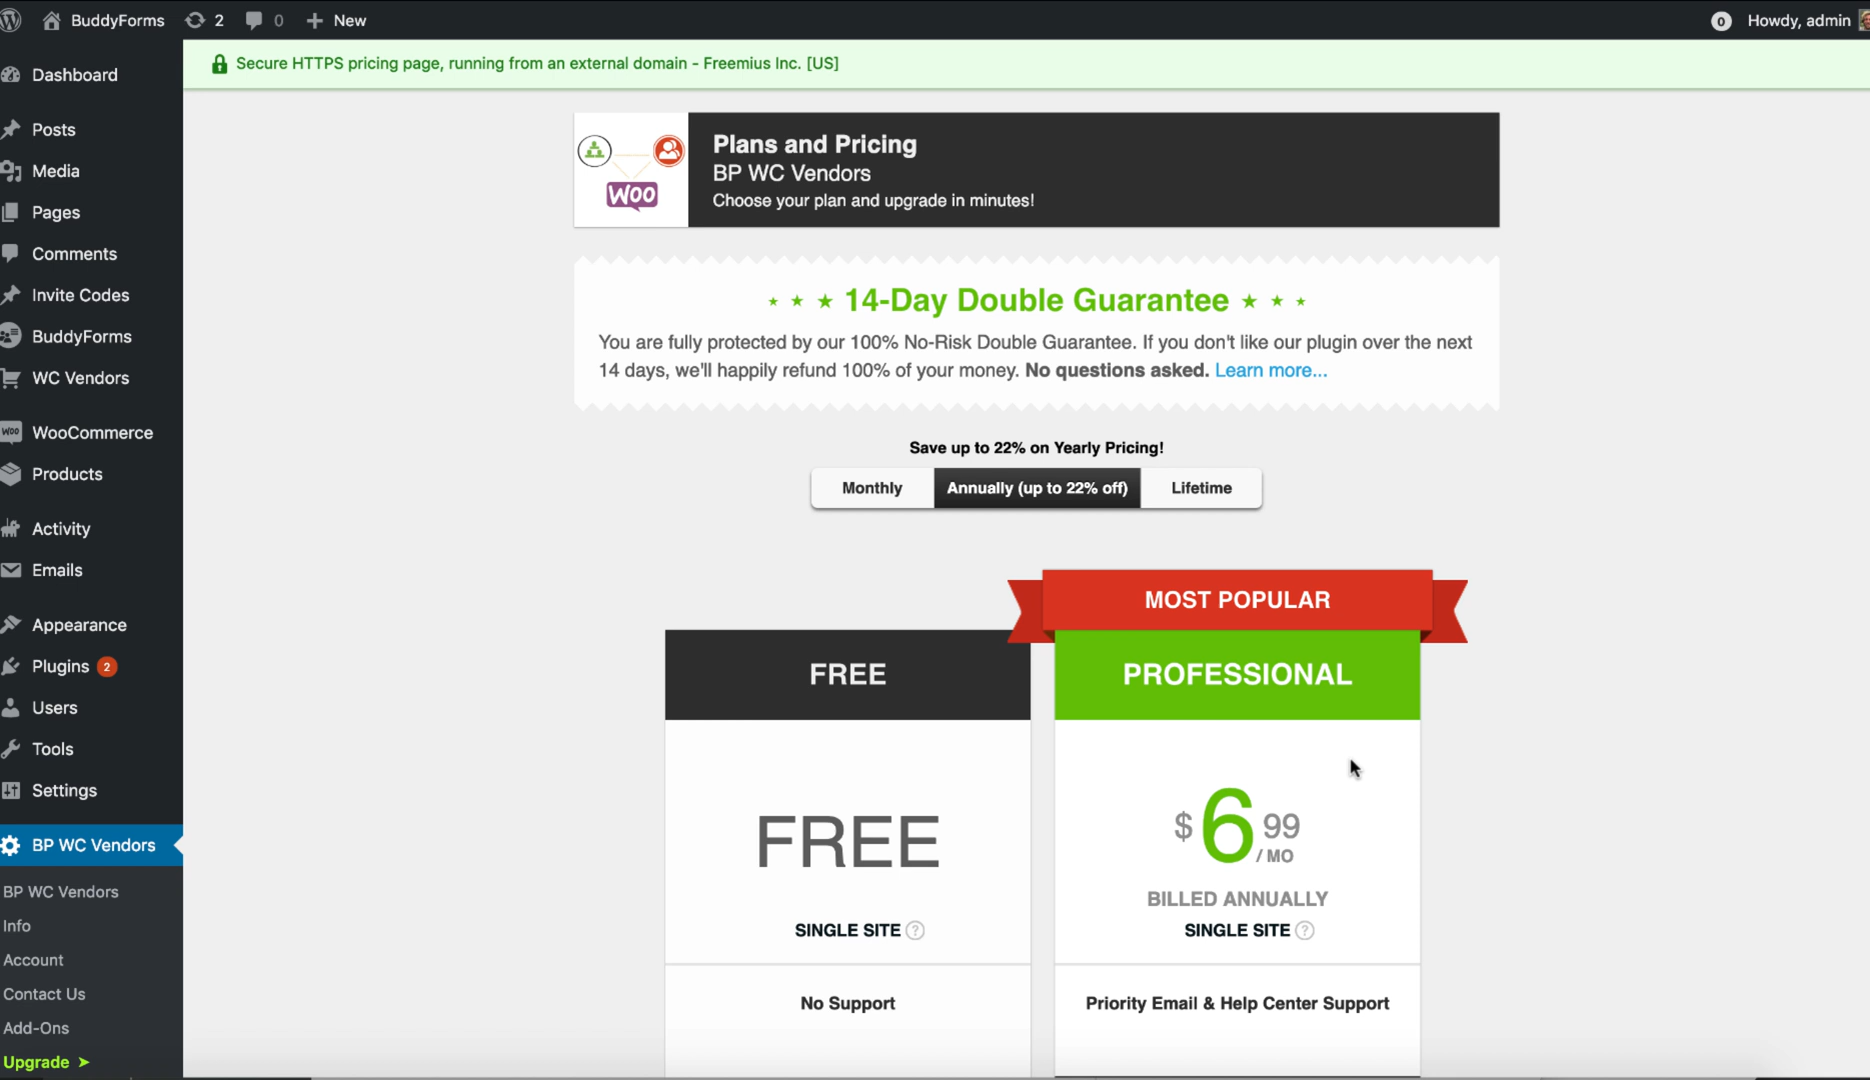 BuddyForms 2 0 New
0 Howdy, admin
Dashboard
Posts
Media
Pages
Comments
Invite Codes
BuddyForms
WC Vendors
WOO WooCommerce
Products
Activity
Emails
Appearance
Plugins 2
Users
Tools
Settings
BP WC Vendors
BP WC Vendors
Info
Account
Contact Us
Add-Ons
Upgrade ➤
Secure HTTPS pricing page, running from an external domain - Freemius Inc. [US]
WOO
Plans and Pricing
BP WC Vendors
Choose your plan and upgrade in minutes!
★ ★ ★ 14-Day Double Guarantee ★ ★ ★
You are fully protected by our 100% No-Risk Double Guarantee. If you don't like our plugin over the next
14 days, we'll happily refund 100% of your money. No questions asked. Learn more...
Save up to 22% on Yearly Pricing!
Monthly Annually (up to 22% off) Lifetime
MOST POPULAR
FREE
FREE
SINGLE SITE ?
No Support
PROFESSIONAL
$ 6 99 / MO
BILLED ANNUALLY
SINGLE SITE ?
Priority Email & Help Center Support